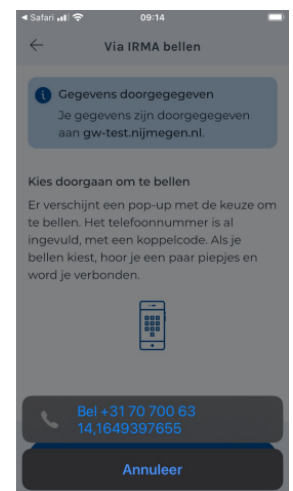 Safari
09:14
Via IRMA bellen
Gegevens doorgegegeven
Je gegevens zijn doorgegegeven
aan gw-test.nijmegen.nl.
Kies doorgaan om te bellen
Er verschijnt een pop-up met de keuze om
te bellen. Het telefoonnummer is al
ingevuld, met een koppelcode. Als je
bellen kiest, hoor je een paar piepjes en
word je verbonden.
Bel +31 70 700 63
14,1649397655
Annuleer